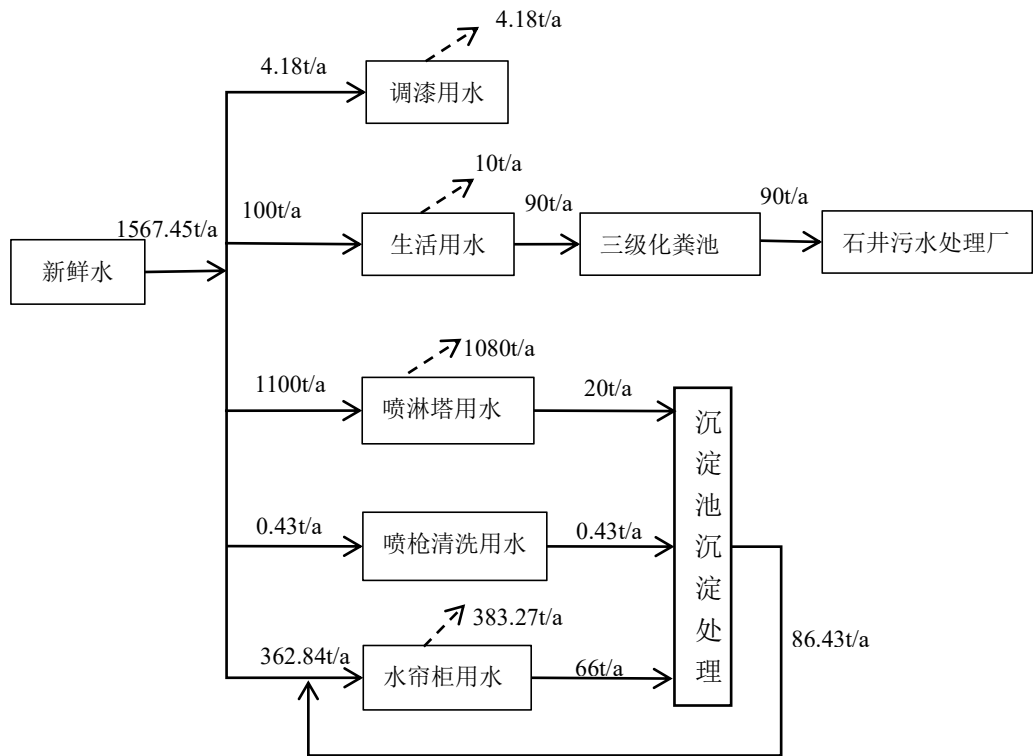 4.18t/a
4.18t/a
调漆用水
10t/a
1567.45t/a
100t/a
90t/a
90t/a
新鲜水
生活用水
三级化粪池
石井污水处理厂
1080t/a
1100t/a
喷淋塔用水
20t/a
沉淀池沉淀处理
0.43t/a
喷枪清洗用水
0.43t/a
383.27t/a
362.84t/a
水帘柜用水
66t/a
86.43t/a